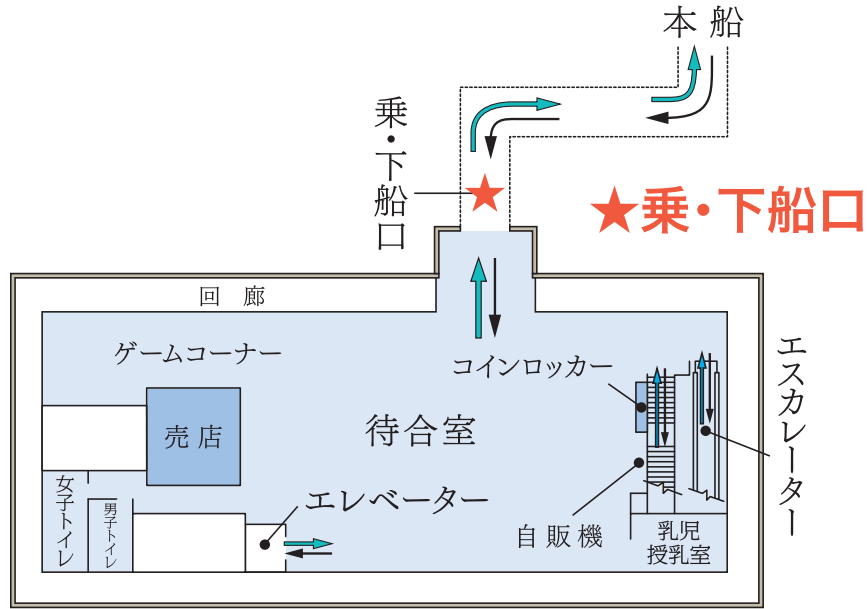 本船
乗・下船口
★乗・下船口
回廊
ゲームコーナー
コインロッカー
エスカレーター
売店
待合室
女子トイレ
男子トイレ
エレベーター
自販機
乳児
授乳室